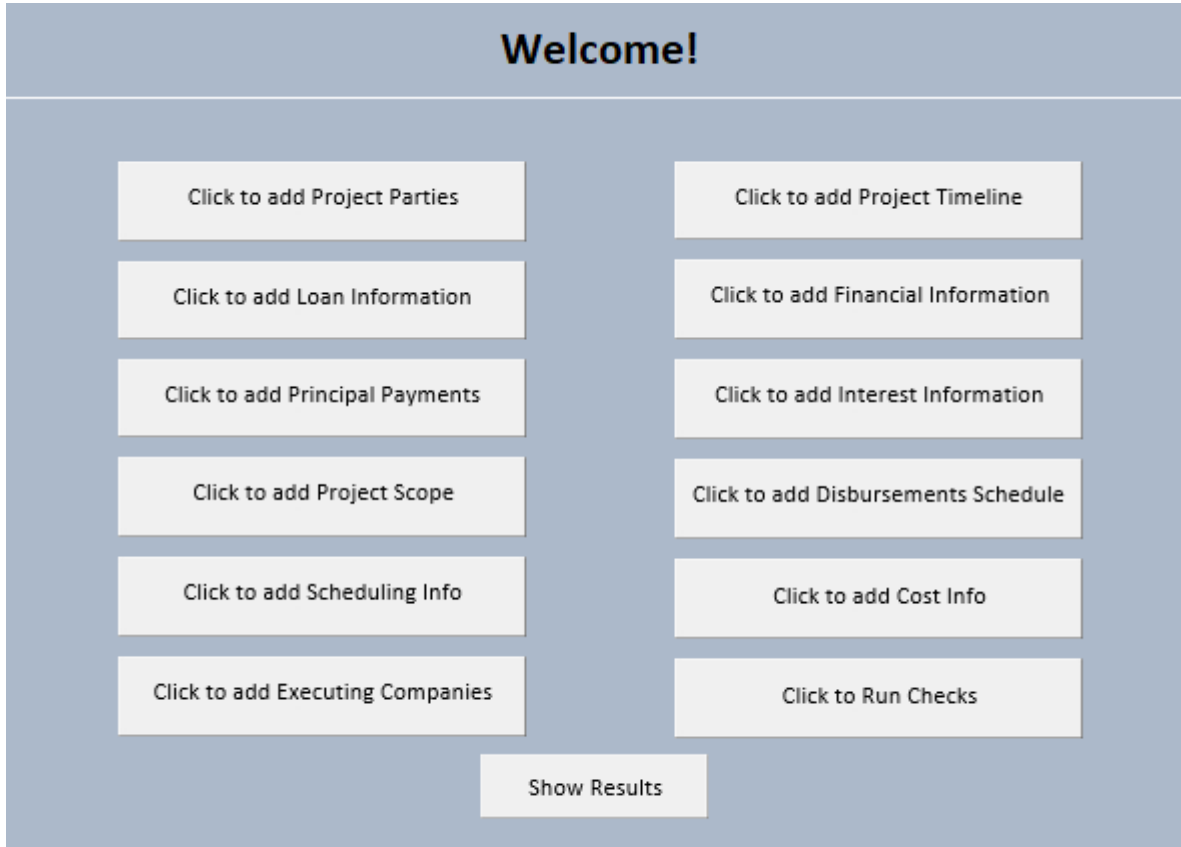 Welcome!
Click to add Project Parties
Click to add Project Timeline
Click to add Loan Information
Click to add Financial Information
Click to add Principal Payments
Click to add Interest Information
Click to add Project Scope
Click to add Disbursements Schedule
Click to add Scheduling Info
Click to add Cost Info
Click to add Executing Companies
Click to Run Checks
Show Results